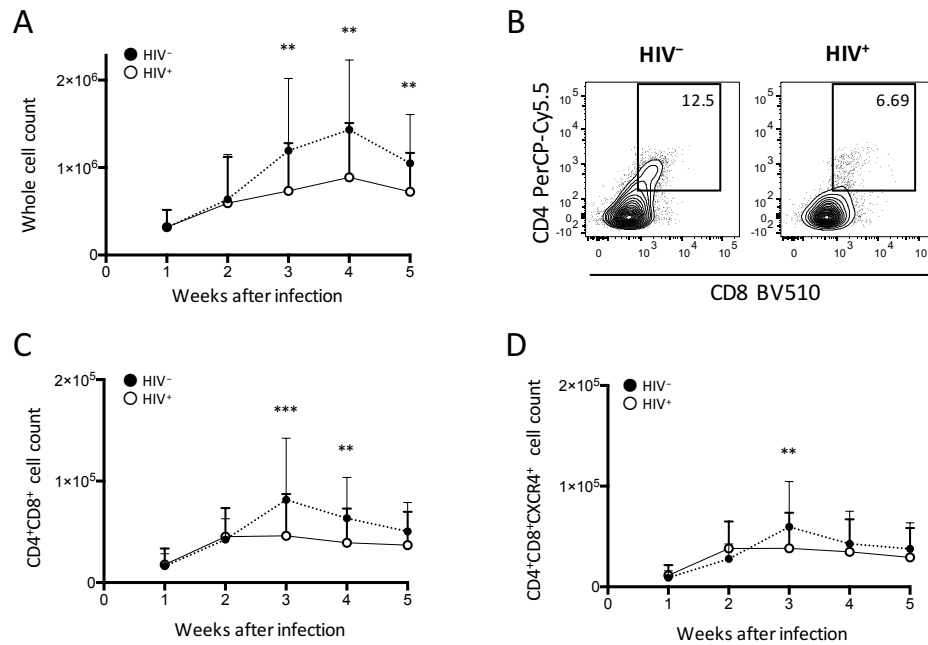 A
HIV⁻
HIV⁺
**
**
**
2×10⁶
1×10⁶
0
Whole cell count
0 1 2 3 4 5
Weeks after infection
B
HIV⁻ HIV⁺
12.5
6.69
10⁵
10⁴
10³
10²
0
-10²
10⁵
10⁴
10³
10²
0
-10²
0 10³ 10⁴ 10⁵
0 10³ 10⁴ 10⁵
CD4 PerCP-Cy5.5
CD8 BV510
C
HIV⁻
HIV⁺
***
**
2×10⁵
1×10⁵
0
CD4⁺CD8⁺ cell count
0 1 2 3 4 5
Weeks after infection
D
HIV⁻
HIV⁺
**
2×10⁵
1×10⁵
0
CD4⁺CD8⁺CXCR4⁺ cell count
0 1 2 3 4 5
Weeks after infection